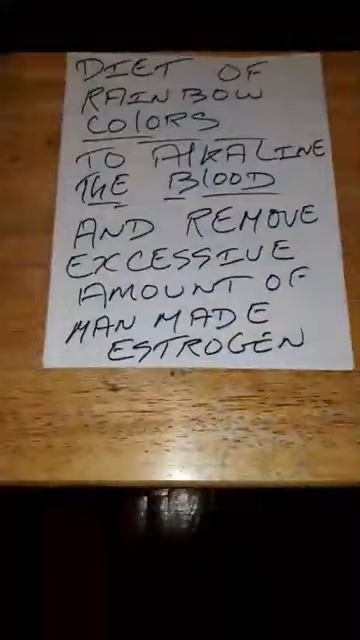 DIET OF
RAINBOW
COlORS
TO AlKALINE
THE BlOOD
AND REMOVE
EXCESSIVE
AMOUNT OF
MAN MADE
ESTROGEN